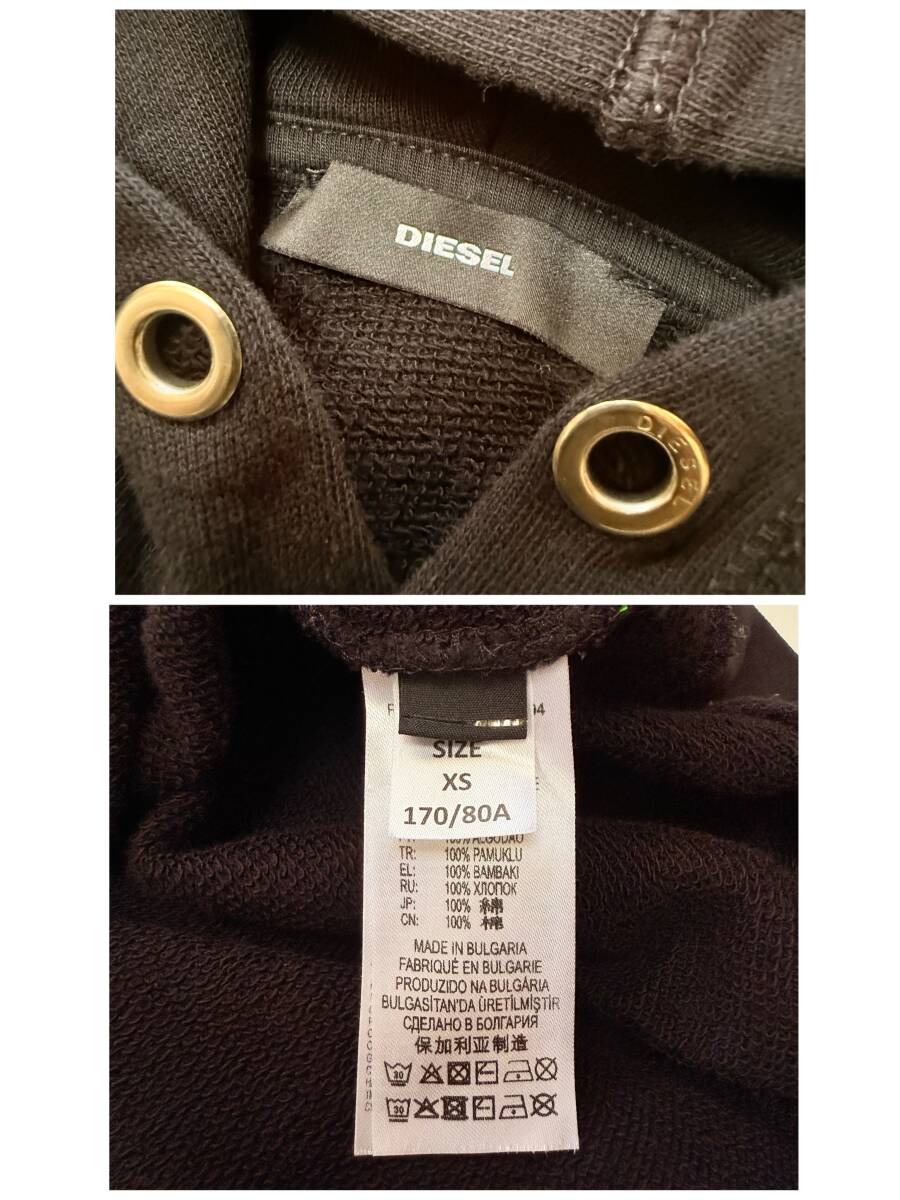 DIESEL
DIESEL
SIZE
XS
170/80A
TR: 100% PAMUKLU
EL: 100% BAMBAKI
RU: 100% ХЛОПОК
JP: 100% 綿
CN: 100% 棉
MADE IN BULGARIA
FABRIQUÉ EN BULGARIE
PRODUZIDO NA BULGÁRIA
BULGASİTAN'DA ÜRETİLMİŞTİR
СДЕЛАНО В БОЛГАРИЯ
保加利亚制造
30
30